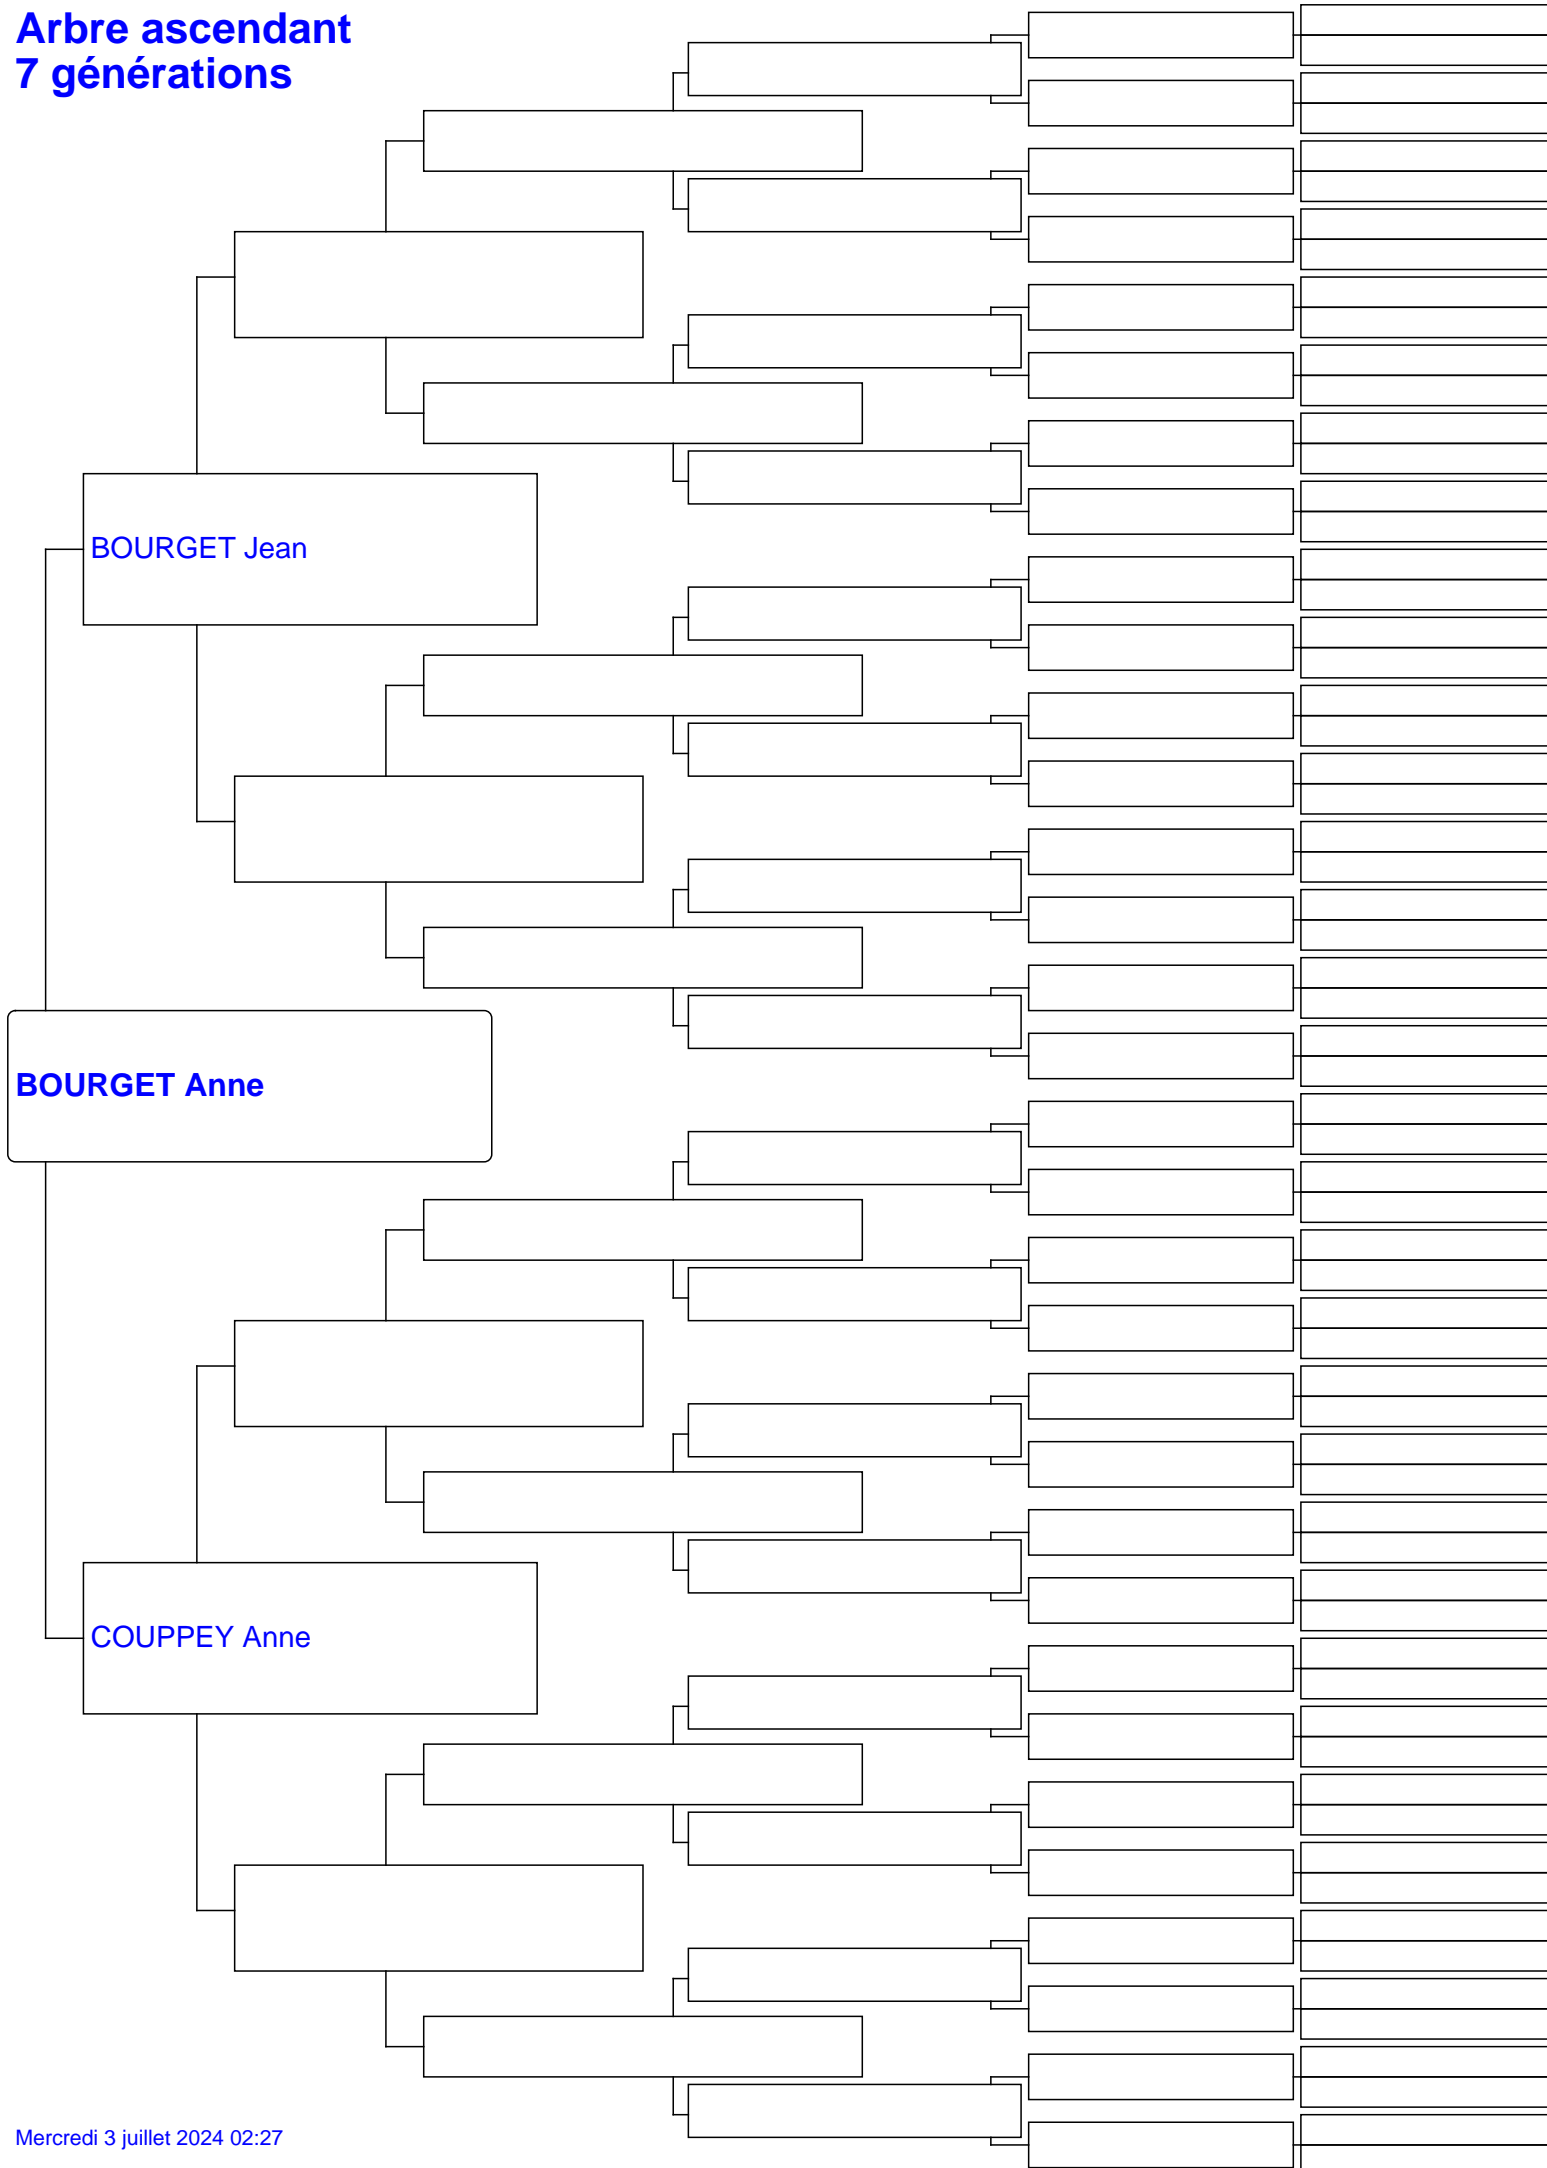 Arbre ascendant
7 générations
BOURGET Jean
BOURGET Anne
COUPPEY Anne
Mercredi 3 juillet 2024 02:27